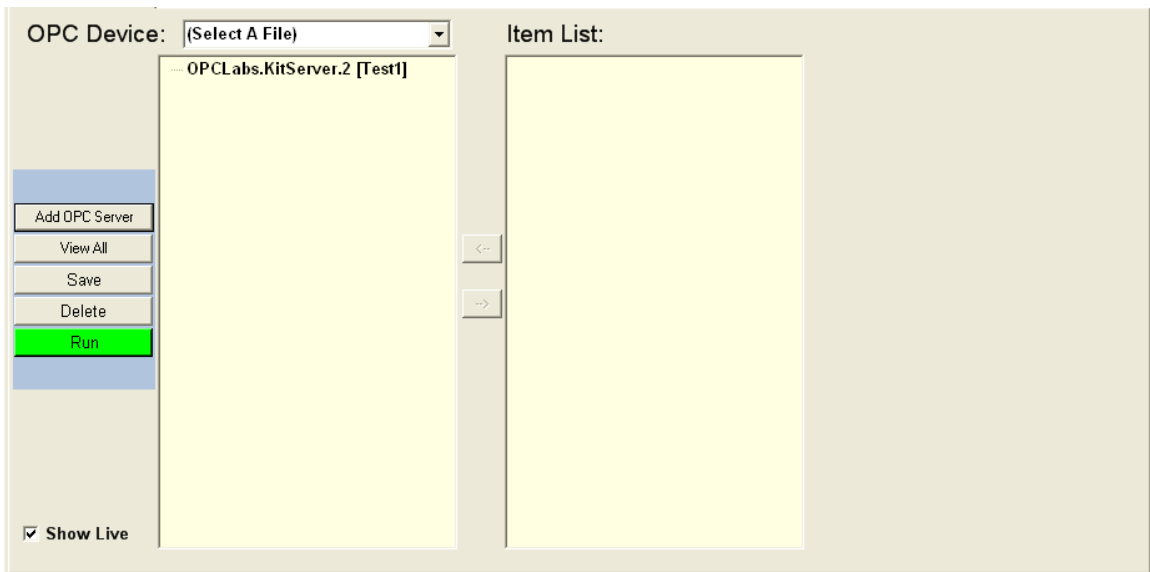 OPC Device: (Select A File) Item List:
OPCLabs.KitServer.2 [Test1]
Add OPC Server
View All
<--
Save
-->
Delete
Run
Show Live